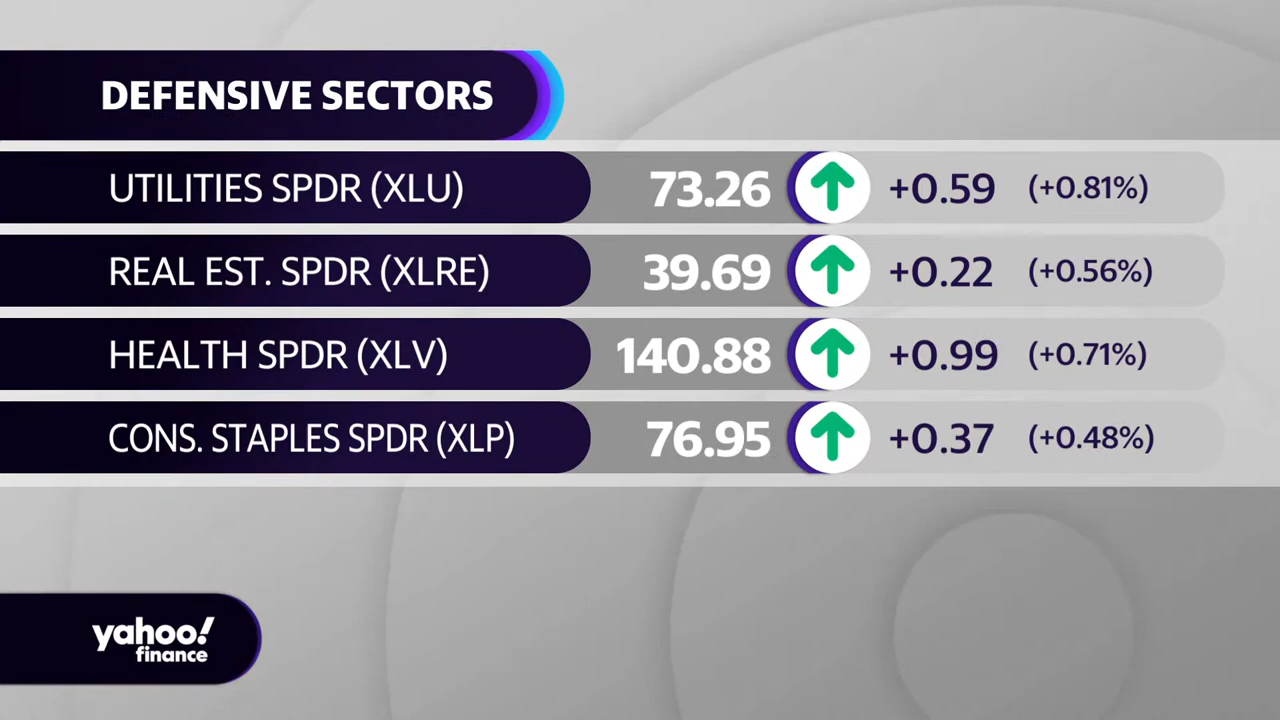 DEFENSIVE SECTORS
UTILITIES SPDR (XLU) 73.26 +0.59 (+0.81%)
REAL EST. SPDR (XLRE) 39.69 +0.22 (+0.56%)
HEALTH SPDR (XLV) 140.88 +0.99 (+0.71%)
CONS. STAPLES SPDR (XLP) 76.95 +0.37 (+0.48%)
yahoo!
finance